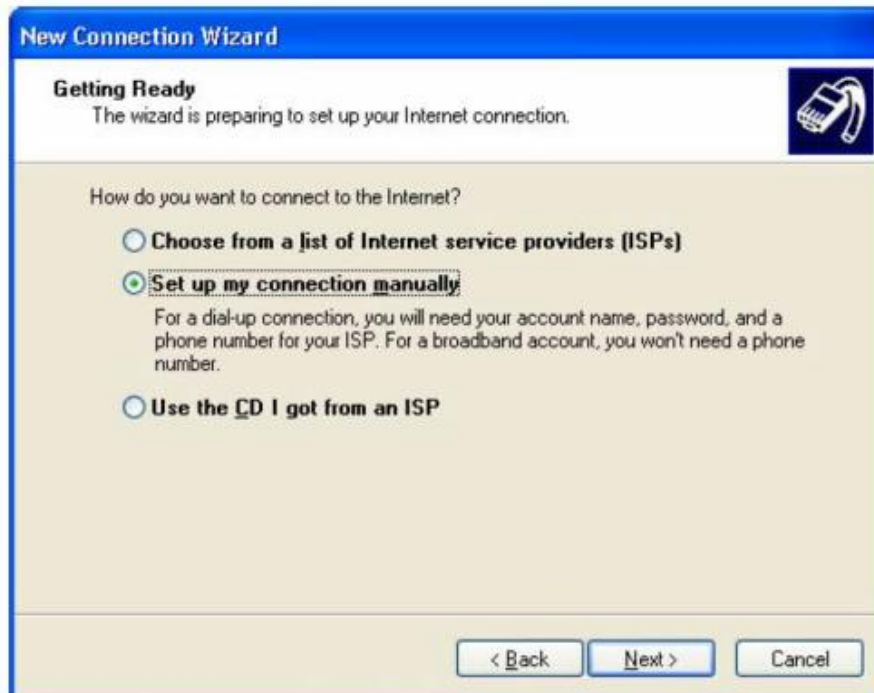 New Connection Wizard
Getting Ready
The wizard is preparing to set up your Internet connection.
How do you want to connect to the Internet?
Choose from a list of Internet service providers (ISPs)
Set up my connection manually
For a dial-up connection, you will need your account name, password, and a
phone number for your ISP. For a broadband account, you won't need a phone
number.
Use the CD I got from an ISP
< Back Next > Cancel